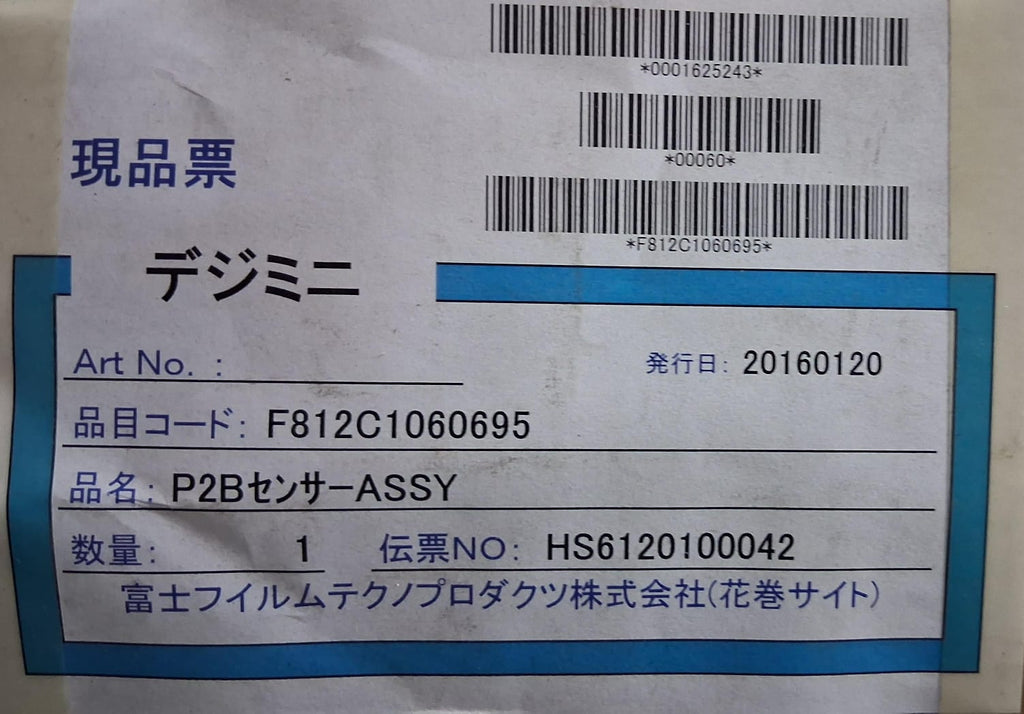 *0001625243*
*00060*
現品票
*F812C1060695*
デジミニ
Art No. :
発行日: 20160120
品目コード: F812C1060695
品名: P2BセンサーASSY
数量: 1 伝票NO: HS6120100042
富士フイルムテクノプロダクツ株式会社(花巻サイト)